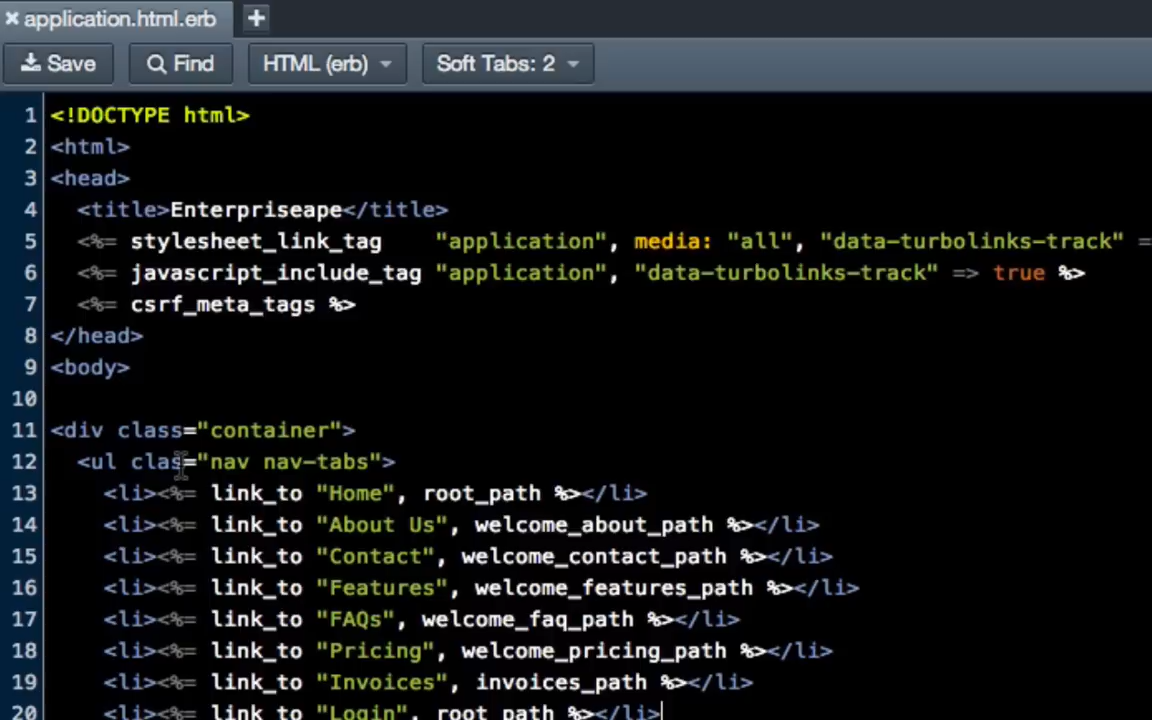 application.html.erb
Save Find HTML (erb) Soft Tabs: 2
1 <!DOCTYPE html>
2 <html>
3 <head>
4 <title>Enterpriseape</title>
5 <%= stylesheet_link_tag "application", media: "all", "data-turbolinks-track" =
6 <%= javascript_include_tag "application", "data-turbolinks-track" => true %>
7 <%= csrf_meta_tags %>
8 </head>
9 <body>
10
11 <div class="container">
12 <ul clas="nav nav-tabs">
13 <li><%= link_to "Home", root_path %></li>
14 <li><%= link_to "About Us", welcome_about_path %></li>
15 <li><%= link_to "Contact", welcome_contact_path %></li>
16 <li><%= link_to "Features", welcome_features_path %></li>
17 <li><%= link_to "FAQs", welcome_faq_path %></li>
18 <li><%= link_to "Pricing", welcome_pricing_path %></li>
19 <li><%= link_to "Invoices", invoices_path %></li>
20 <li><%= link_to "Login", root_path %></li>